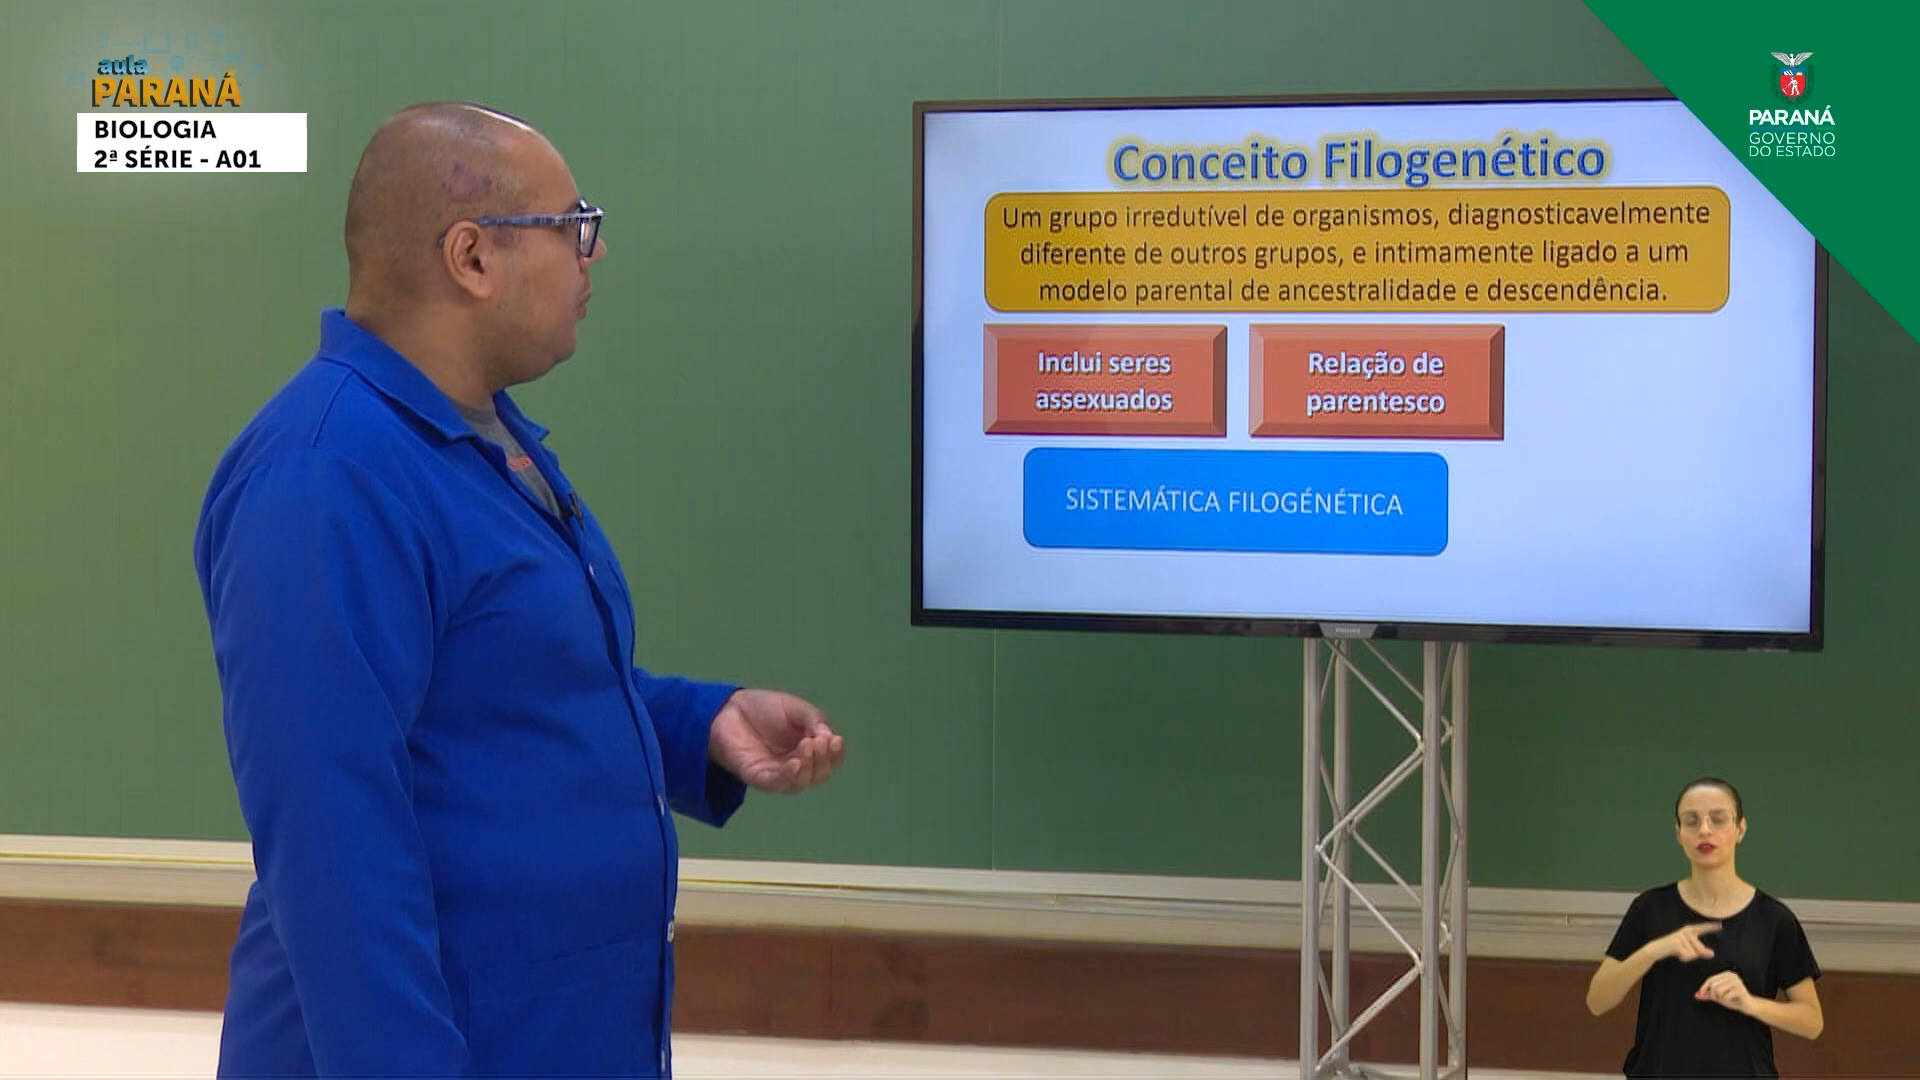 aula
PARANÁ
BIOLOGIA
2ª SÉRIE - A01
PARANÁ
GOVERNO
DO ESTADO
Conceito Filogenético
Um grupo irredutível de organismos, diagnosticavelmente
diferente de outros grupos, e intimamente ligado a um
modelo parental de ancestralidade e descendência.
Inclui seres
assexuados
Relação de
parentesco
SISTEMÁTICA FILOGÉNÉTICA
PHILIPS